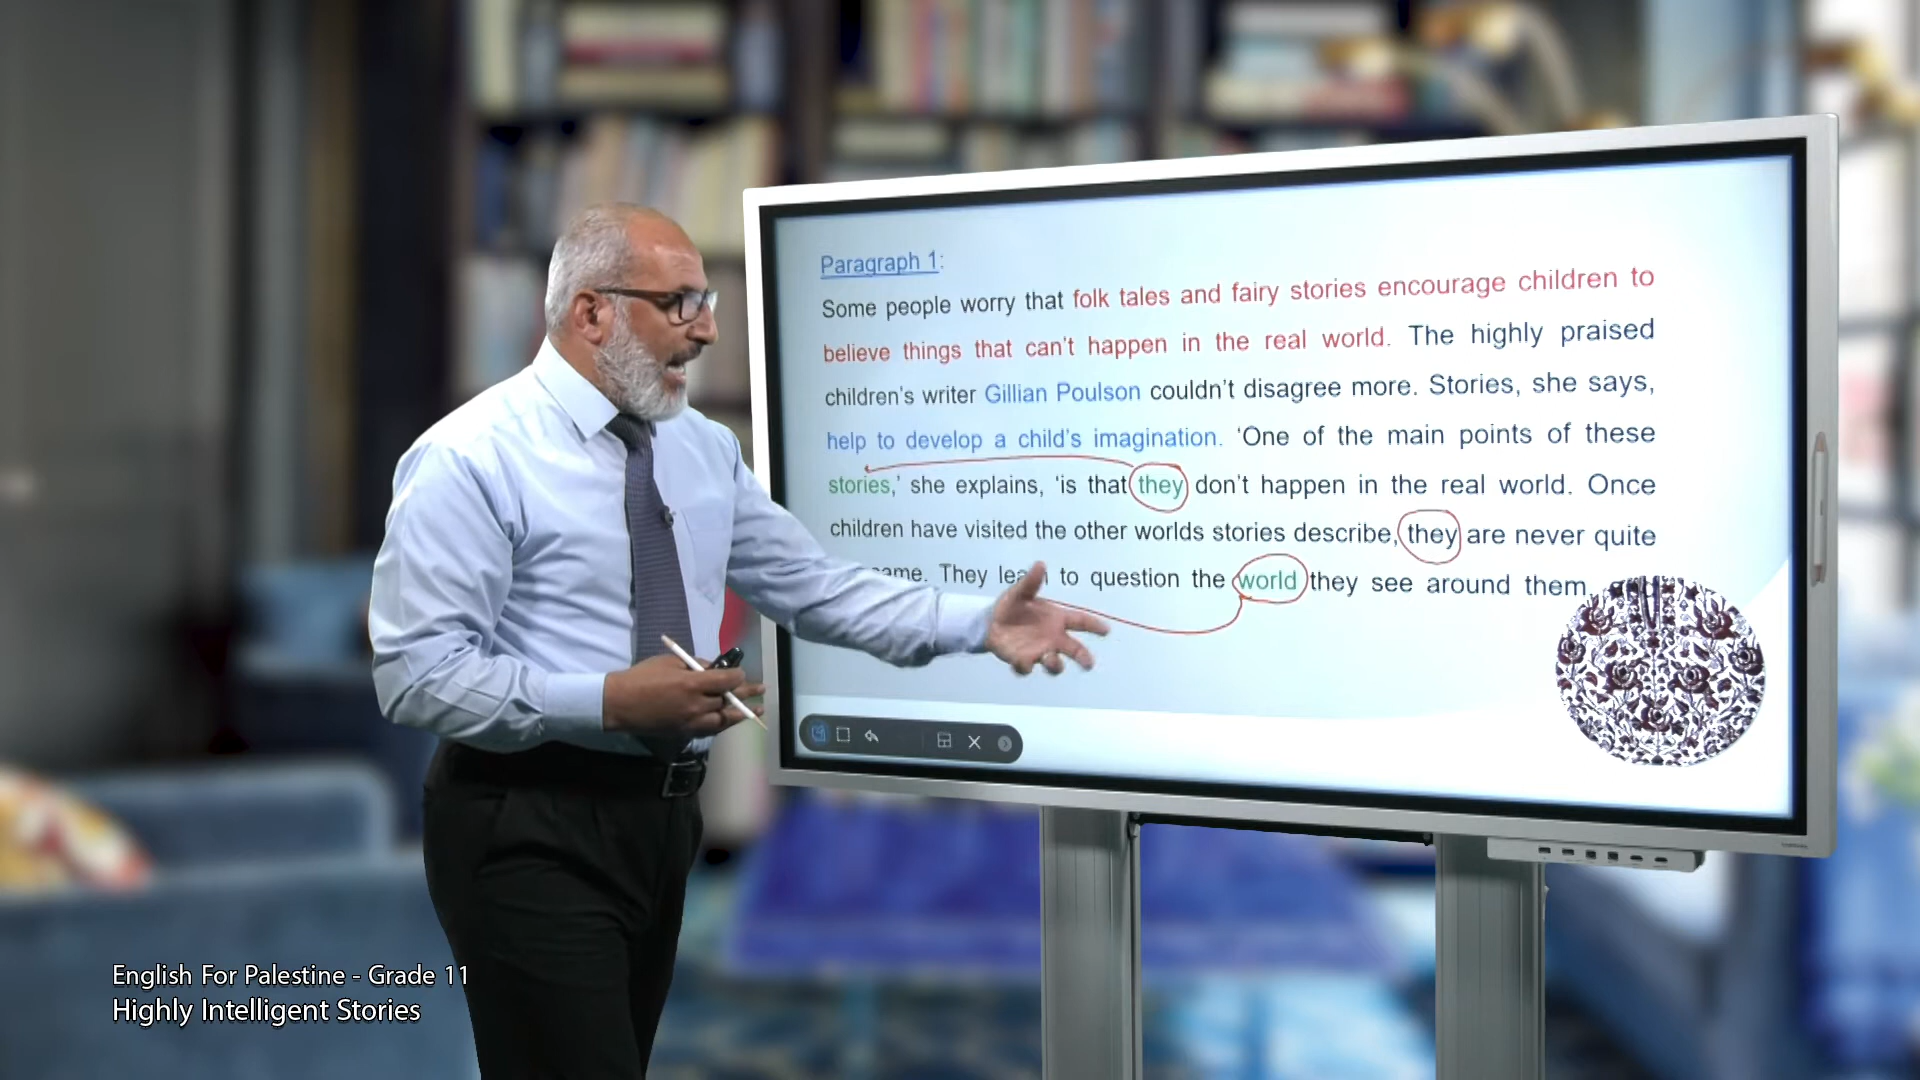 Paragraph 1:
Some people worry that folk tales and fairy stories encourage children to
believe things that can't happen in the real world. The highly praised
children's writer Gillian Poulson couldn't disagree more. Stories, she says,
help to develop a child's imagination. 'One of the main points of these
stories,' she explains, 'is that they don't happen in the real world. Once
children have visited the other worlds stories describe, they are never quite
They to question the world they see around them,
English For Palestine - Grade 11
Highly Intelligent Stories